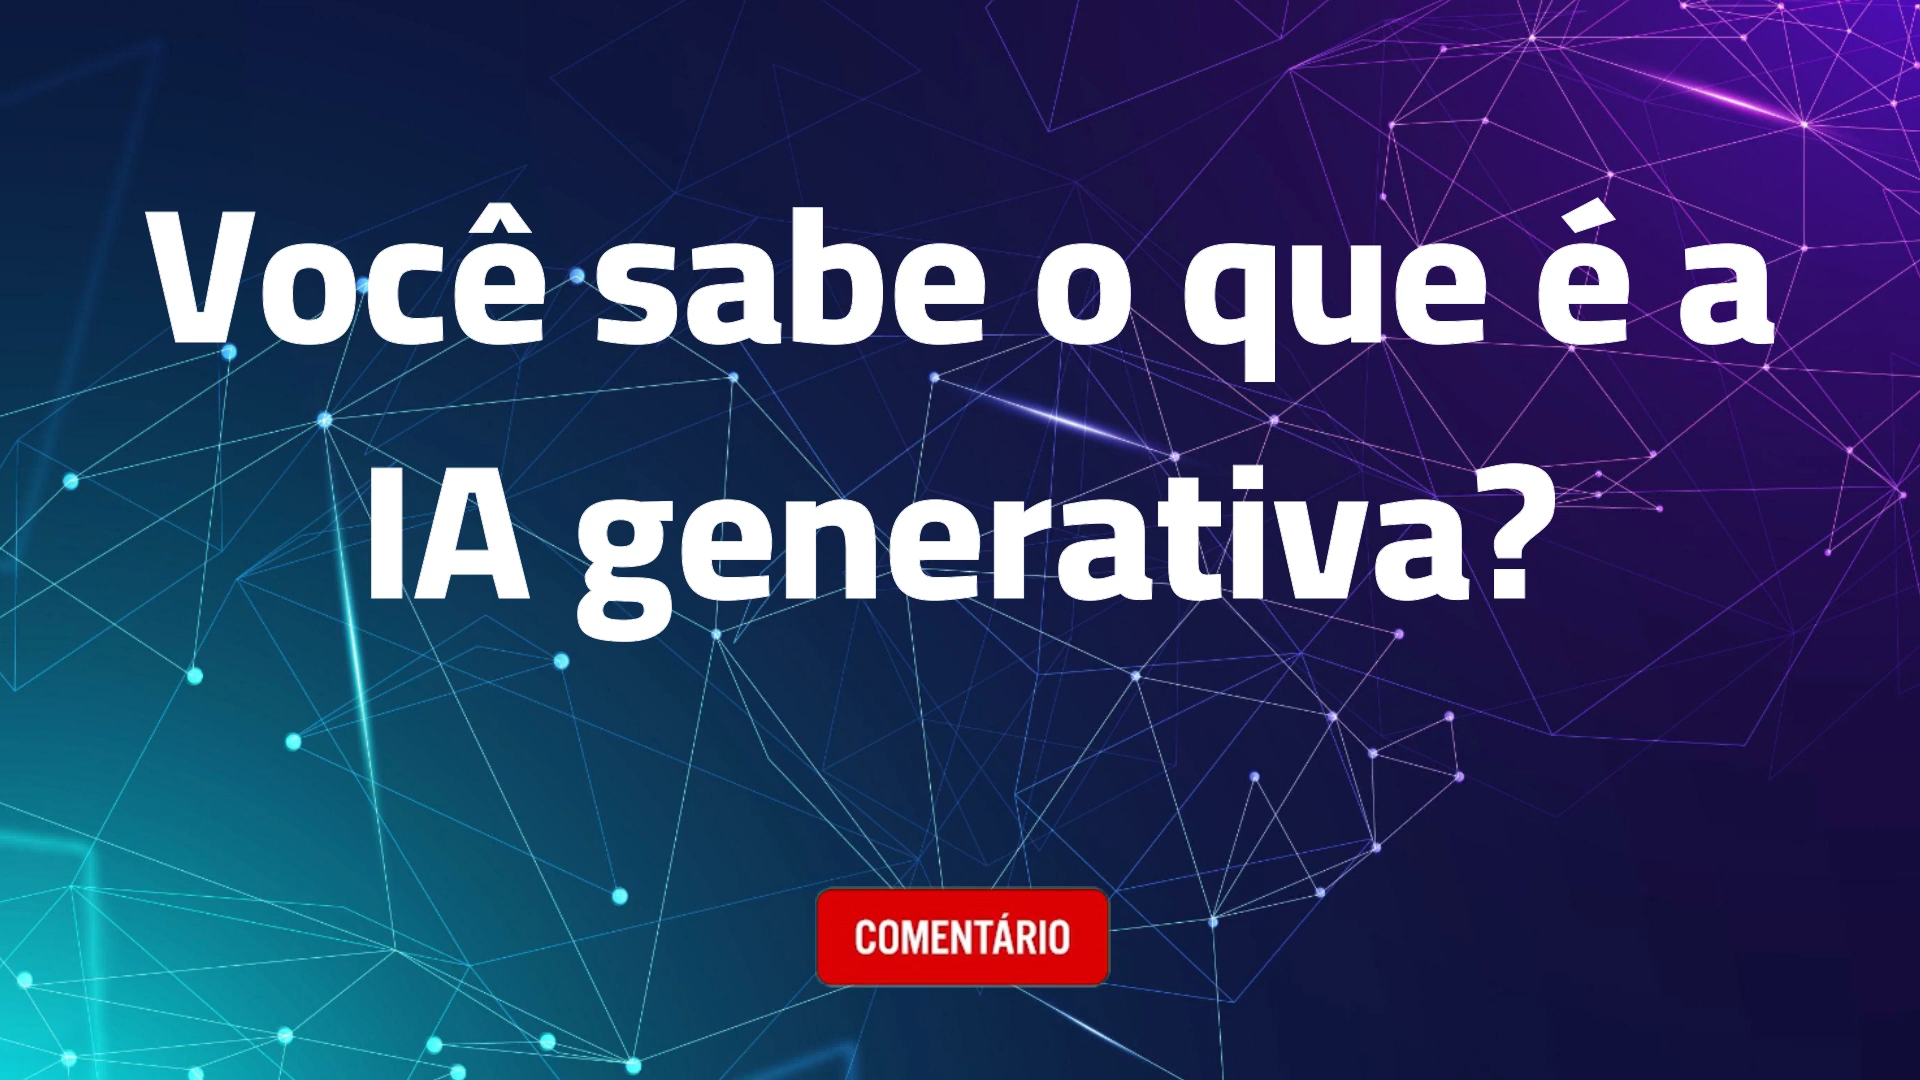 Você sabe o que é a
IA generativa?
COMENTÁRIO